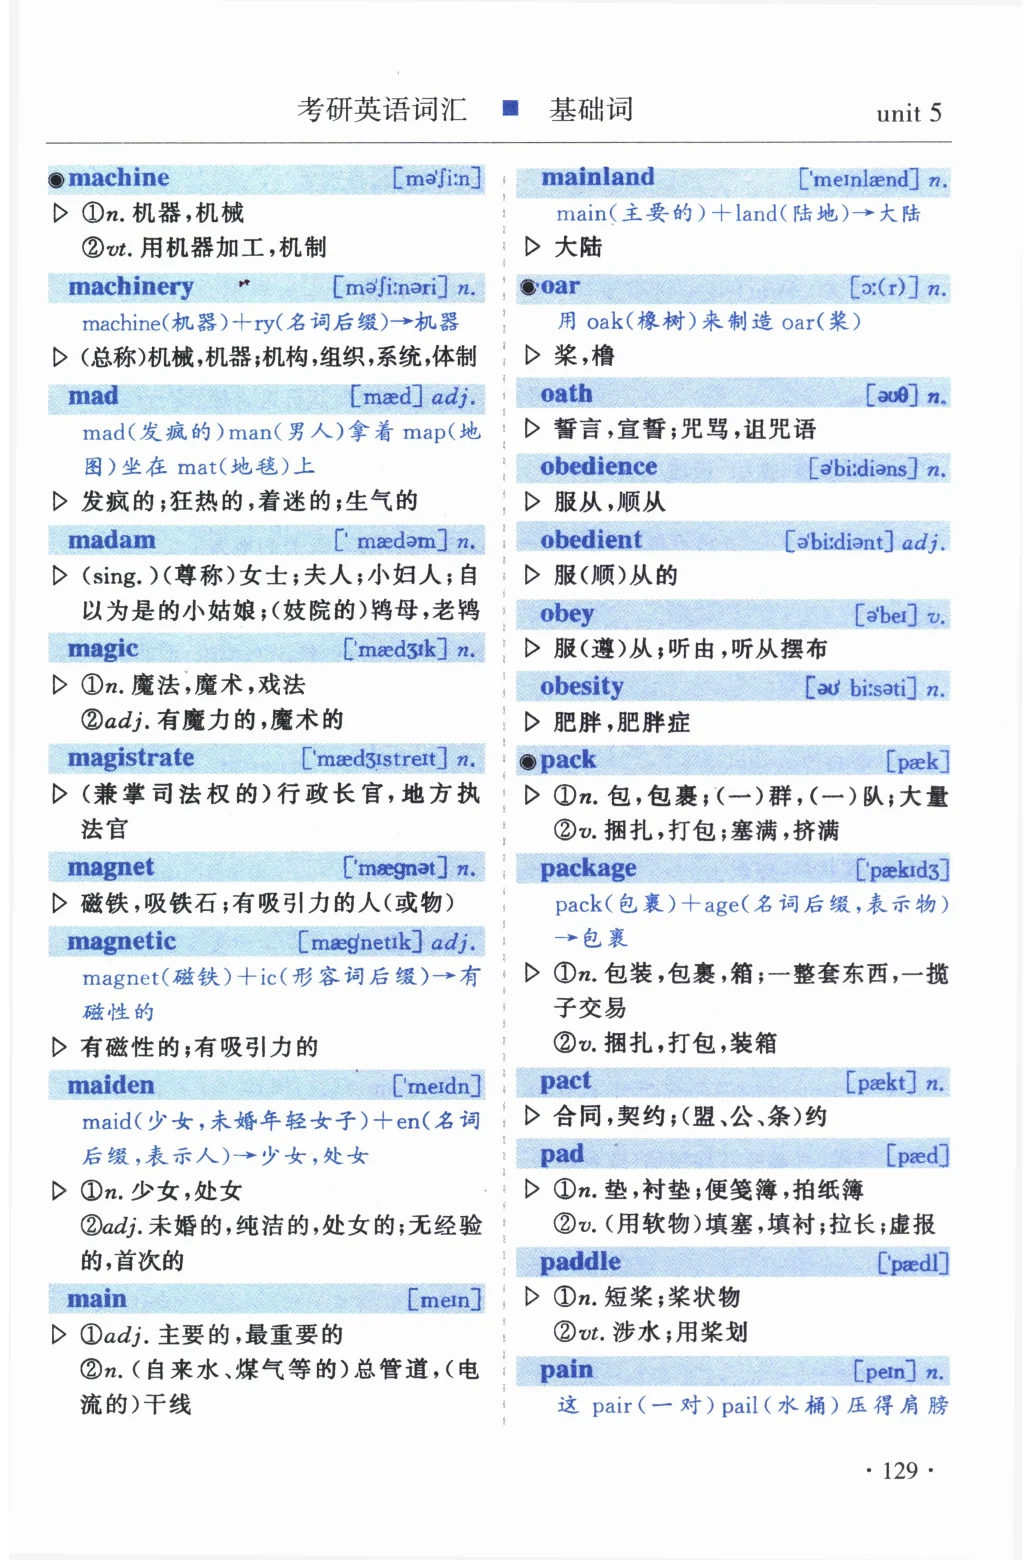 考研英语词汇 ■ 基础词 unit 5
◉machine [məˈʃiːn]
▷ ①n. 机器,机械
②vt. 用机器加工,机制
machinery [məˈʃiːnəri] n.
machine(机器)+ry(名词后缀)→机器
▷ (总称)机械,机器;机构,组织,系统,体制
mad [mæd] adj.
mad(发疯的)man(男人)拿着 map(地
图)坐在 mat(地毯)上
▷ 发疯的;狂热的,着迷的;生气的
madam [ˈ mædəm] n.
▷ (sing.)(尊称)女士;夫人;小妇人;自
以为是的小姑娘;(妓院的)鸨母,老鸨
magic [ˈmædʒɪk] n.
▷ ①n. 魔法,魔术,戏法
②adj. 有魔力的,魔术的
magistrate [ˈmædʒɪstreɪt] n.
▷ (兼掌司法权的)行政长官,地方执
法官
magnet [ˈmægnət] n.
▷ 磁铁,吸铁石;有吸引力的人(或物)
magnetic [mægˈnetɪk] adj.
magnet(磁铁)+ic(形容词后缀)→有
磁性的
▷ 有磁性的;有吸引力的
maiden [ˈmeɪdn]
maid(少女,未婚年轻女子)+en(名词
后缀,表示人)→少女,处女
▷ ①n. 少女,处女
②adj. 未婚的,纯洁的,处女的;无经验
的,首次的
main [meɪn]
▷ ①adj. 主要的,最重要的
②n. (自来水、煤气等的)总管道,(电
流的)干线
mainland [ˈmeɪnlænd] n.
main(主要的)+land(陆地)→大陆
▷ 大陆
◉oar [ɔː(r)] n.
用 oak(橡树)来制造 oar(桨)
▷ 桨,橹
oath [əʊθ] n.
▷ 誓言,宣誓;咒骂,诅咒语
obedience [əˈbiːdiəns] n.
▷ 服从,顺从
obedient [əˈbiːdiənt] adj.
▷ 服(顺)从的
obey [əˈbeɪ] v.
▷ 服(遵)从;听由,听从摆布
obesity [əʊˈ biːsəti] n.
▷ 肥胖,肥胖症
◉pack [pæk]
▷ ①n. 包,包裹;(一)群,(一)队;大量
②v. 捆扎,打包;塞满,挤满
package [ˈpækɪdʒ]
pack(包裹)+age(名词后缀,表示物)
→包裹
▷ ①n. 包装,包裹,箱;一整套东西,一揽
子交易
②v. 捆扎,打包,装箱
pact [pækt] n.
▷ 合同,契约;(盟、公、条)约
pad [pæd]
▷ ①n. 垫,衬垫;便笺簿,拍纸簿
②v. (用软物)填塞,填衬;拉长;虚报
paddle [ˈpædl]
▷ ①n. 短桨;桨状物
②vt. 涉水;用桨划
pain [peɪn] n.
这 pair(一对)pail(水桶)压得肩膀
· 129 ·